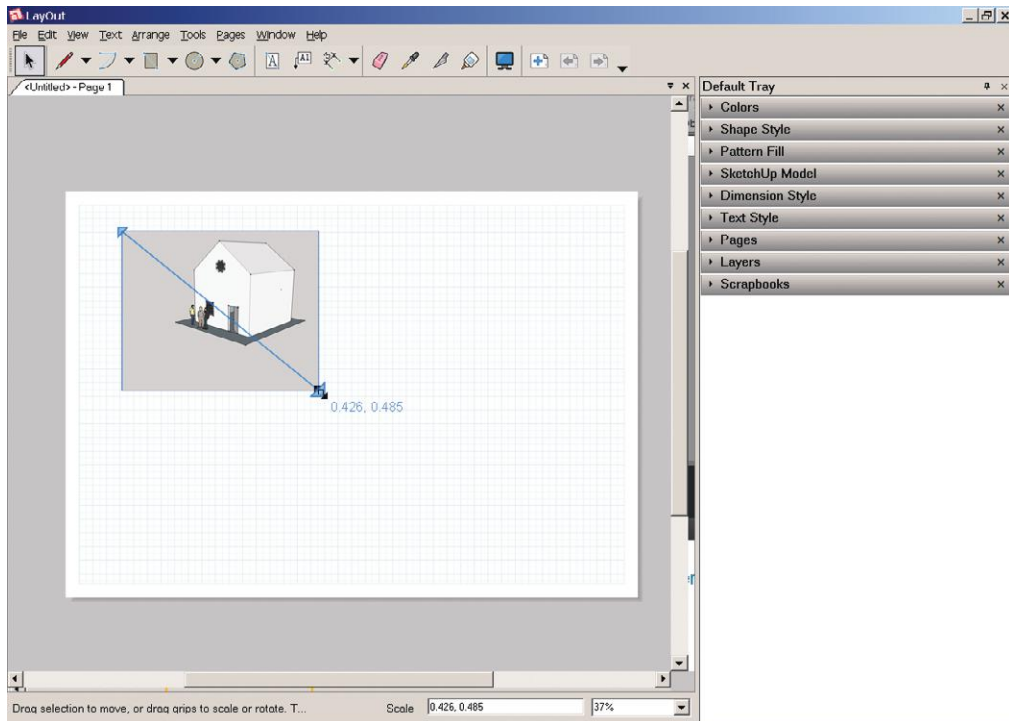 LayOut
File Edit View Text Arrange Tools Pages Window Help
A A1
<Untitled> - Page 1
Default Tray
Colors
Shape Style
Pattern Fill
SketchUp Model
Dimension Style
Text Style
Pages
Layers
Scrapbooks
0.426, 0.485
Drag selection to move, or drag grips to scale or rotate. T... Scale 0.426, 0.485 37%